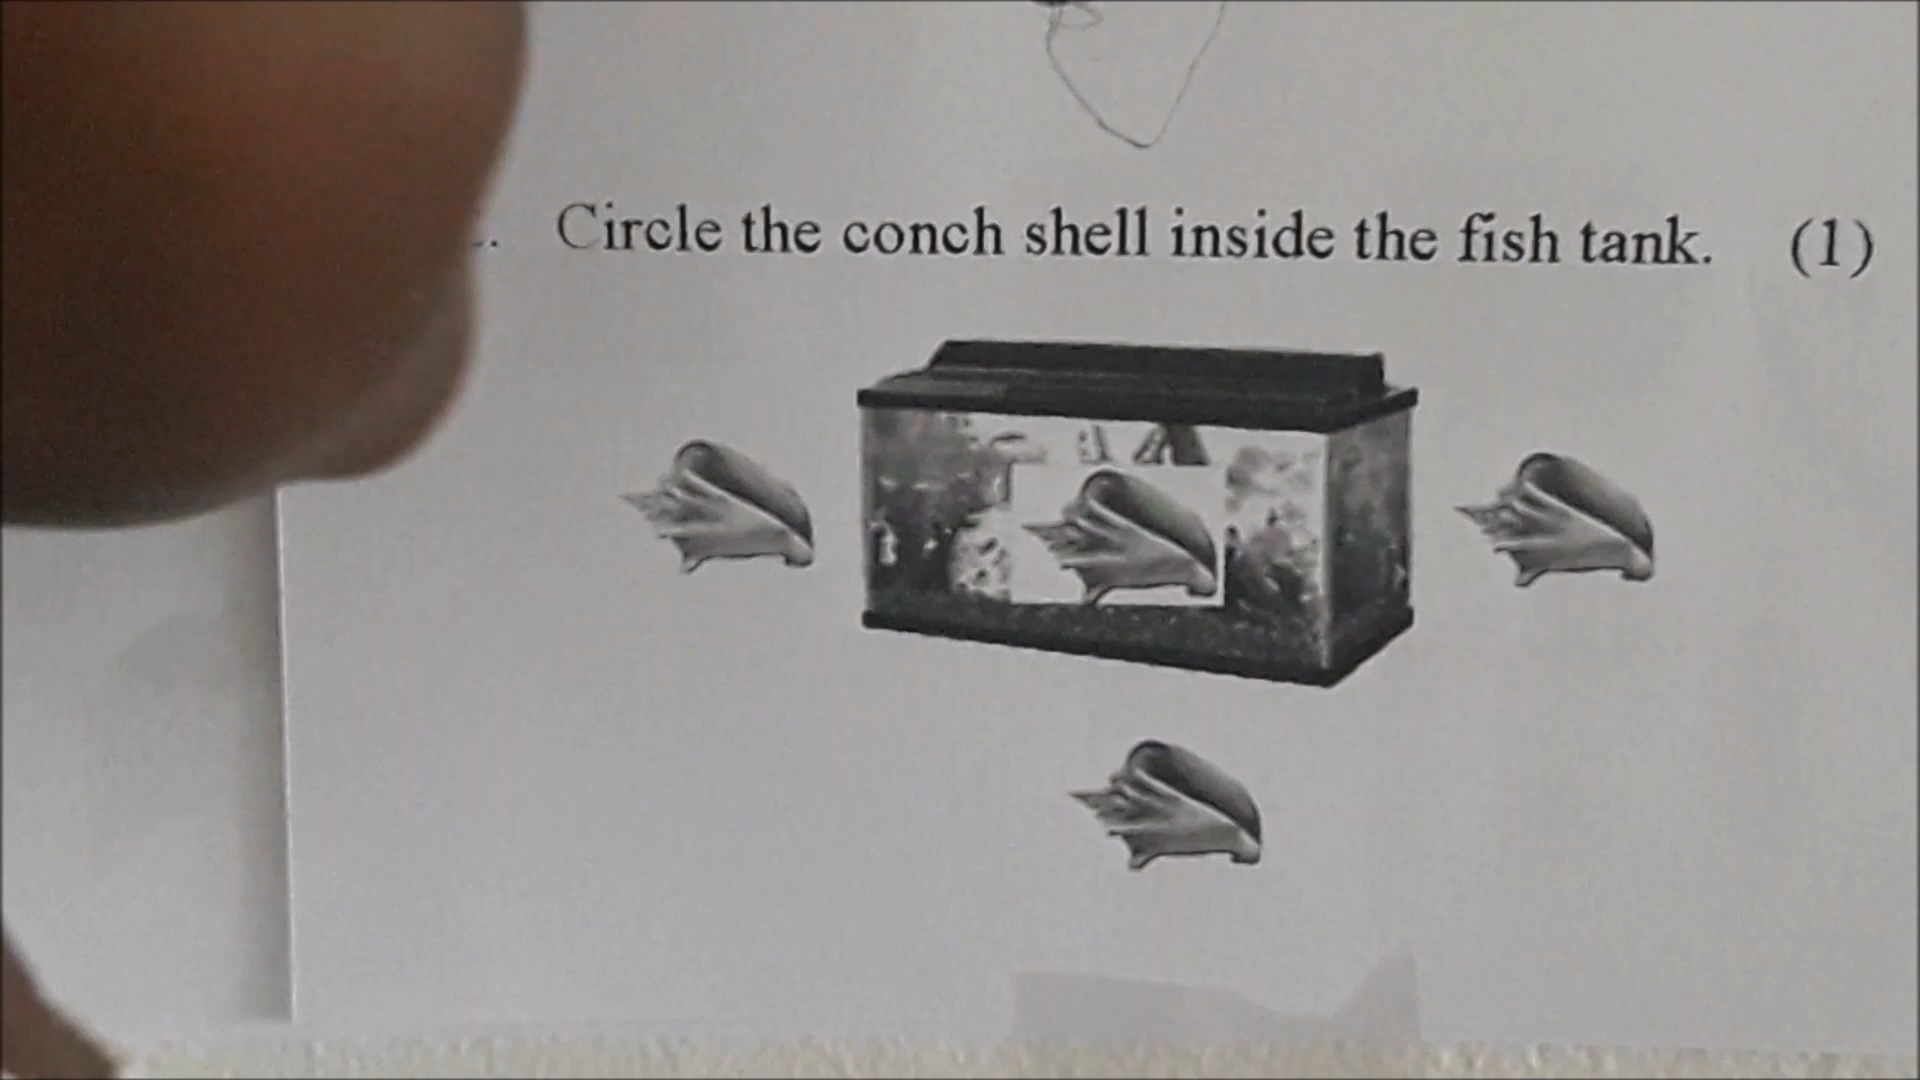 Circle the conch shell inside the fish tank. (1)